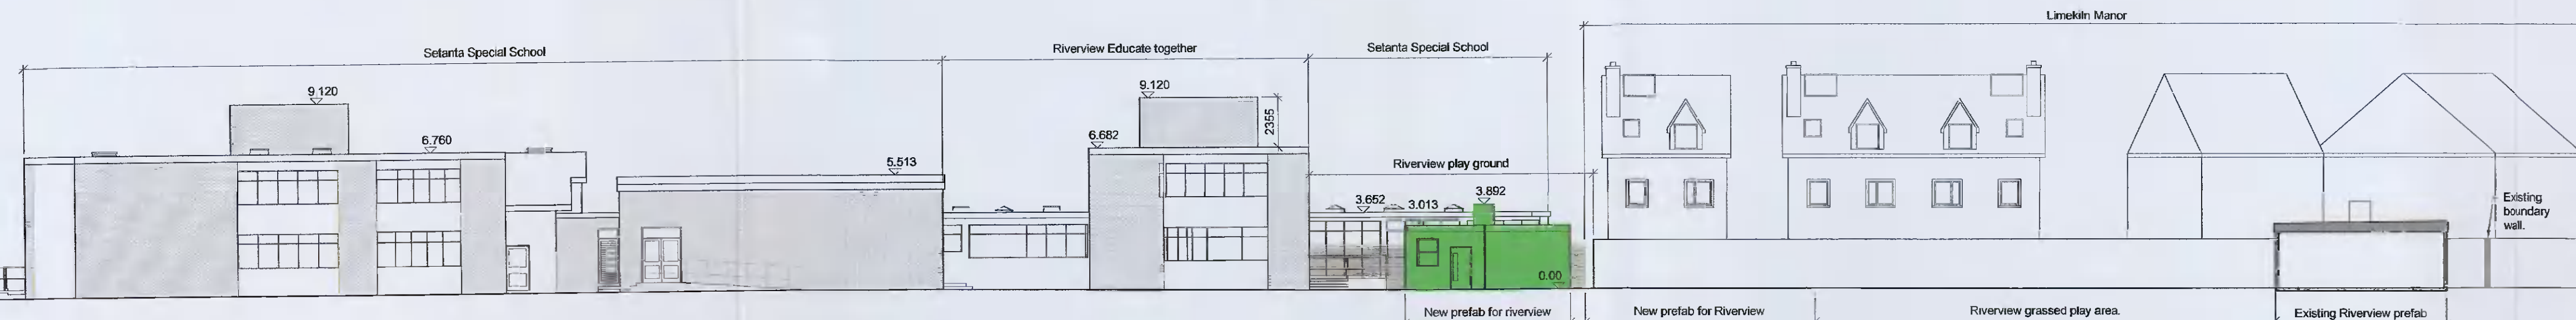 Limekiln Manor
Setanta Special School
Riverview Educate together
Setanta Special School
9.120
9.120
2355
6.760
6.682
5.513
Riverview play ground
3.652
3.013
3.892
Existing
boundary
wall.
0.00
New prefab for riverview
New prefab for Riverview
Riverview grassed play area.
Existing Riverview prefab